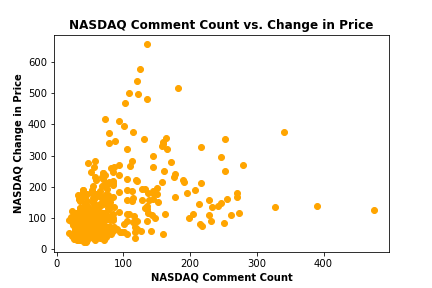 NASDAQ Comment Count vs. Change in Price
NASDAQ Change in Price
600
500
400
300
200
100
0
0 100 200 300 400
NASDAQ Comment Count